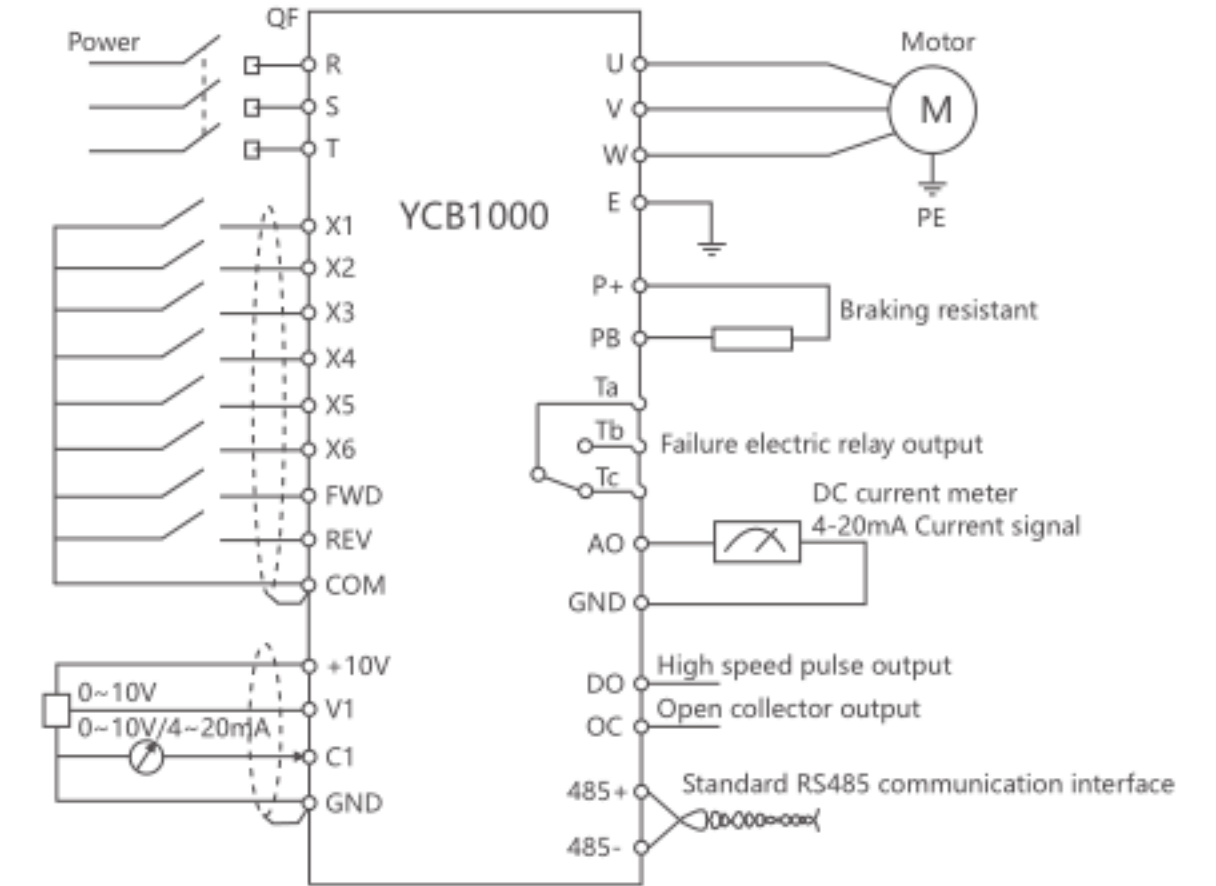 QF
Power
R
S
T
X1
X2
X3
X4
X5
X6
FWD
REV
COM
+10V
0~10V
V1
0~10V/4~20mA
C1
GND
YCB1000
U
V
W
E
Motor
M
PE
P+
Braking resistant
PB
Ta
Tb
Failure electric relay output
Tc
DC current meter
4-20mA Current signal
AO
GND
High speed pulse output
DO
Open collector output
OC
Standard RS485 communication interface
485+
485-